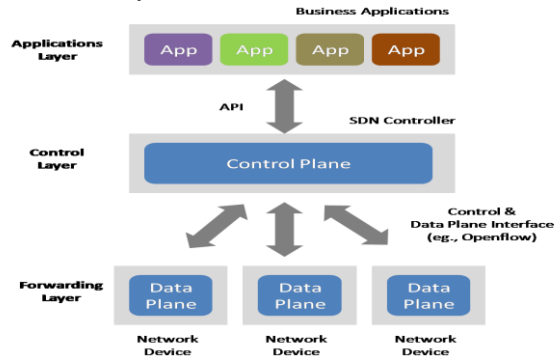 Business Applications
Applications
Layer
App
App
App
App
API
SDN Controller
Control
Layer
Control Plane
Control &
Data Plane Interface
(eg., Openflow)
Forwarding
Layer
Data
Plane
Data
Plane
Data
Plane
Network
Device
Network
Device
Network
Device